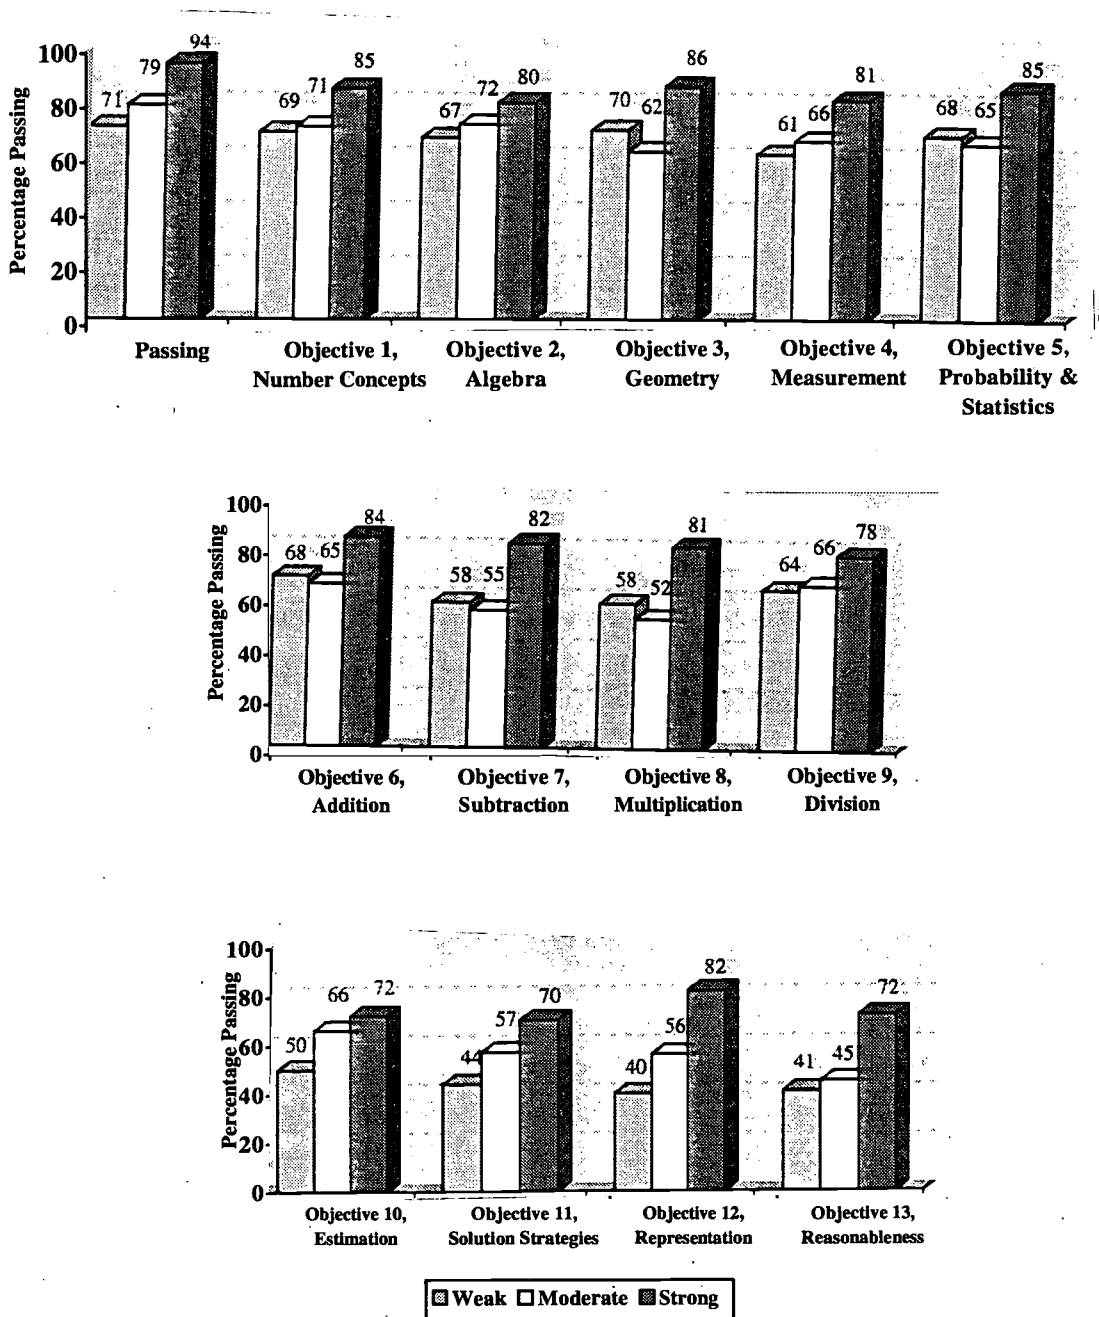 Percentage Passing
100
80
60
40
20
0
71 79 94
69 71 85
67 72 80
70 62 86
61 66 81
68 65 85
Passing
Objective 1,
Number Concepts
Objective 2,
Algebra
Objective 3,
Geometry
Objective 4,
Measurement
Objective 5,
Probability &
Statistics
Percentage Passing
100
80
60
40
20
0
68 65 84
58 55 82
58 52 81
64 66 78
Objective 6,
Addition
Objective 7,
Subtraction
Objective 8,
Multiplication
Objective 9,
Division
Percentage Passing
100
80
60
40
20
0
50 66 72
44 57 70
40 56 82
41 45 72
Objective 10,
Estimation
Objective 11,
Solution Strategies
Objective 12,
Representation
Objective 13,
Reasonableness
Weak Moderate Strong